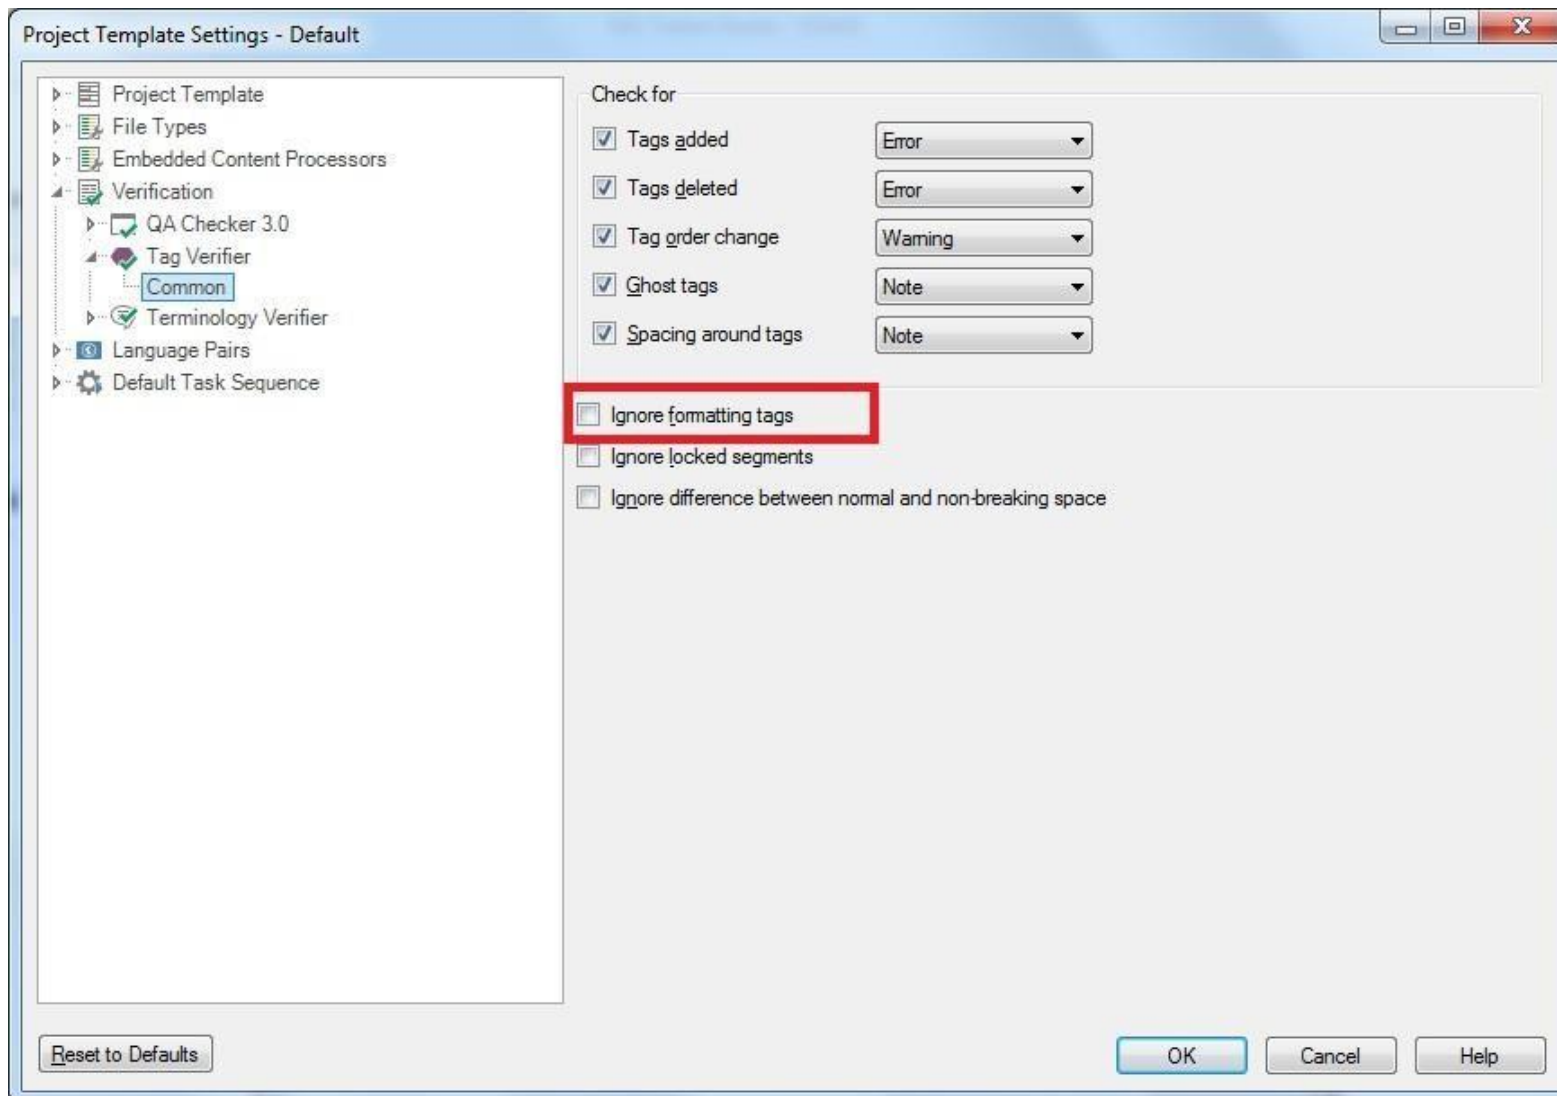 Project Template Settings - Default
Project Template
File Types
Embedded Content Processors
Verification
QA Checker 3.0
Tag Verifier
Common
Terminology Verifier
Language Pairs
Default Task Sequence
Check for
Tags added Error
Tags deleted Error
Tag order change Warning
Ghost tags Note
Spacing around tags Note
Ignore formatting tags
Ignore locked segments
Ignore difference between normal and non-breaking space
Reset to Defaults OK Cancel Help